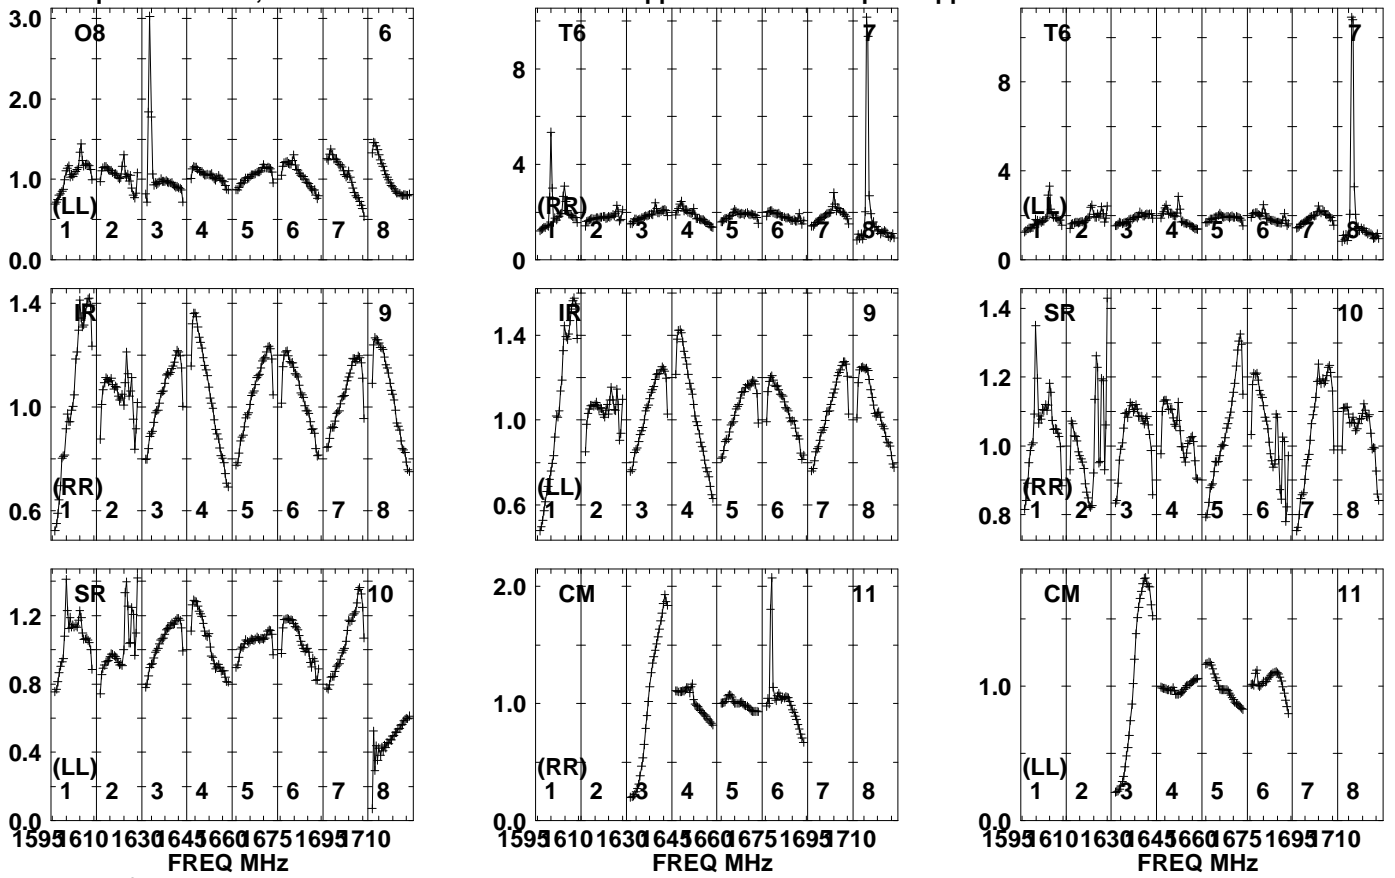 3.0 O8 6 T6 7 T6 7
2.0 8 8
1.0 4 4
(LL) (RR) (LL)
1 2 3 4 5 6 7 8 1 2 3 4 5 6 7 8 1 2 3 4 5 6 7 8
0.0 0 0
1.4 IR 9 IR 9 1.4 SR 10
1.4 1.2
1.0 1.0 1.0
(RR) (LL) (RR)
0.6 1 2 3 4 5 6 7 8 0.6 1 2 3 4 5 6 7 8 0.8 1 2 3 4 5 6 7 8
SR 10 2.0 CM 11 CM 11
1.2
0.8 1.0 1.0
0.4
(LL) (RR) (LL)
1 2 3 4 5 6 7 8 1 2 3 4 5 6 7 8 1 2 3 4 5 6 7 8
0.0 0.0 0.0
1595 1610 1630 1645 1660 1675 1695 1710 1595 1610 1630 1645 1660 1675 1695 1710 1595 1610 1630 1645 1660 1675 1695 1710
FREQ MHz FREQ MHz FREQ MHz